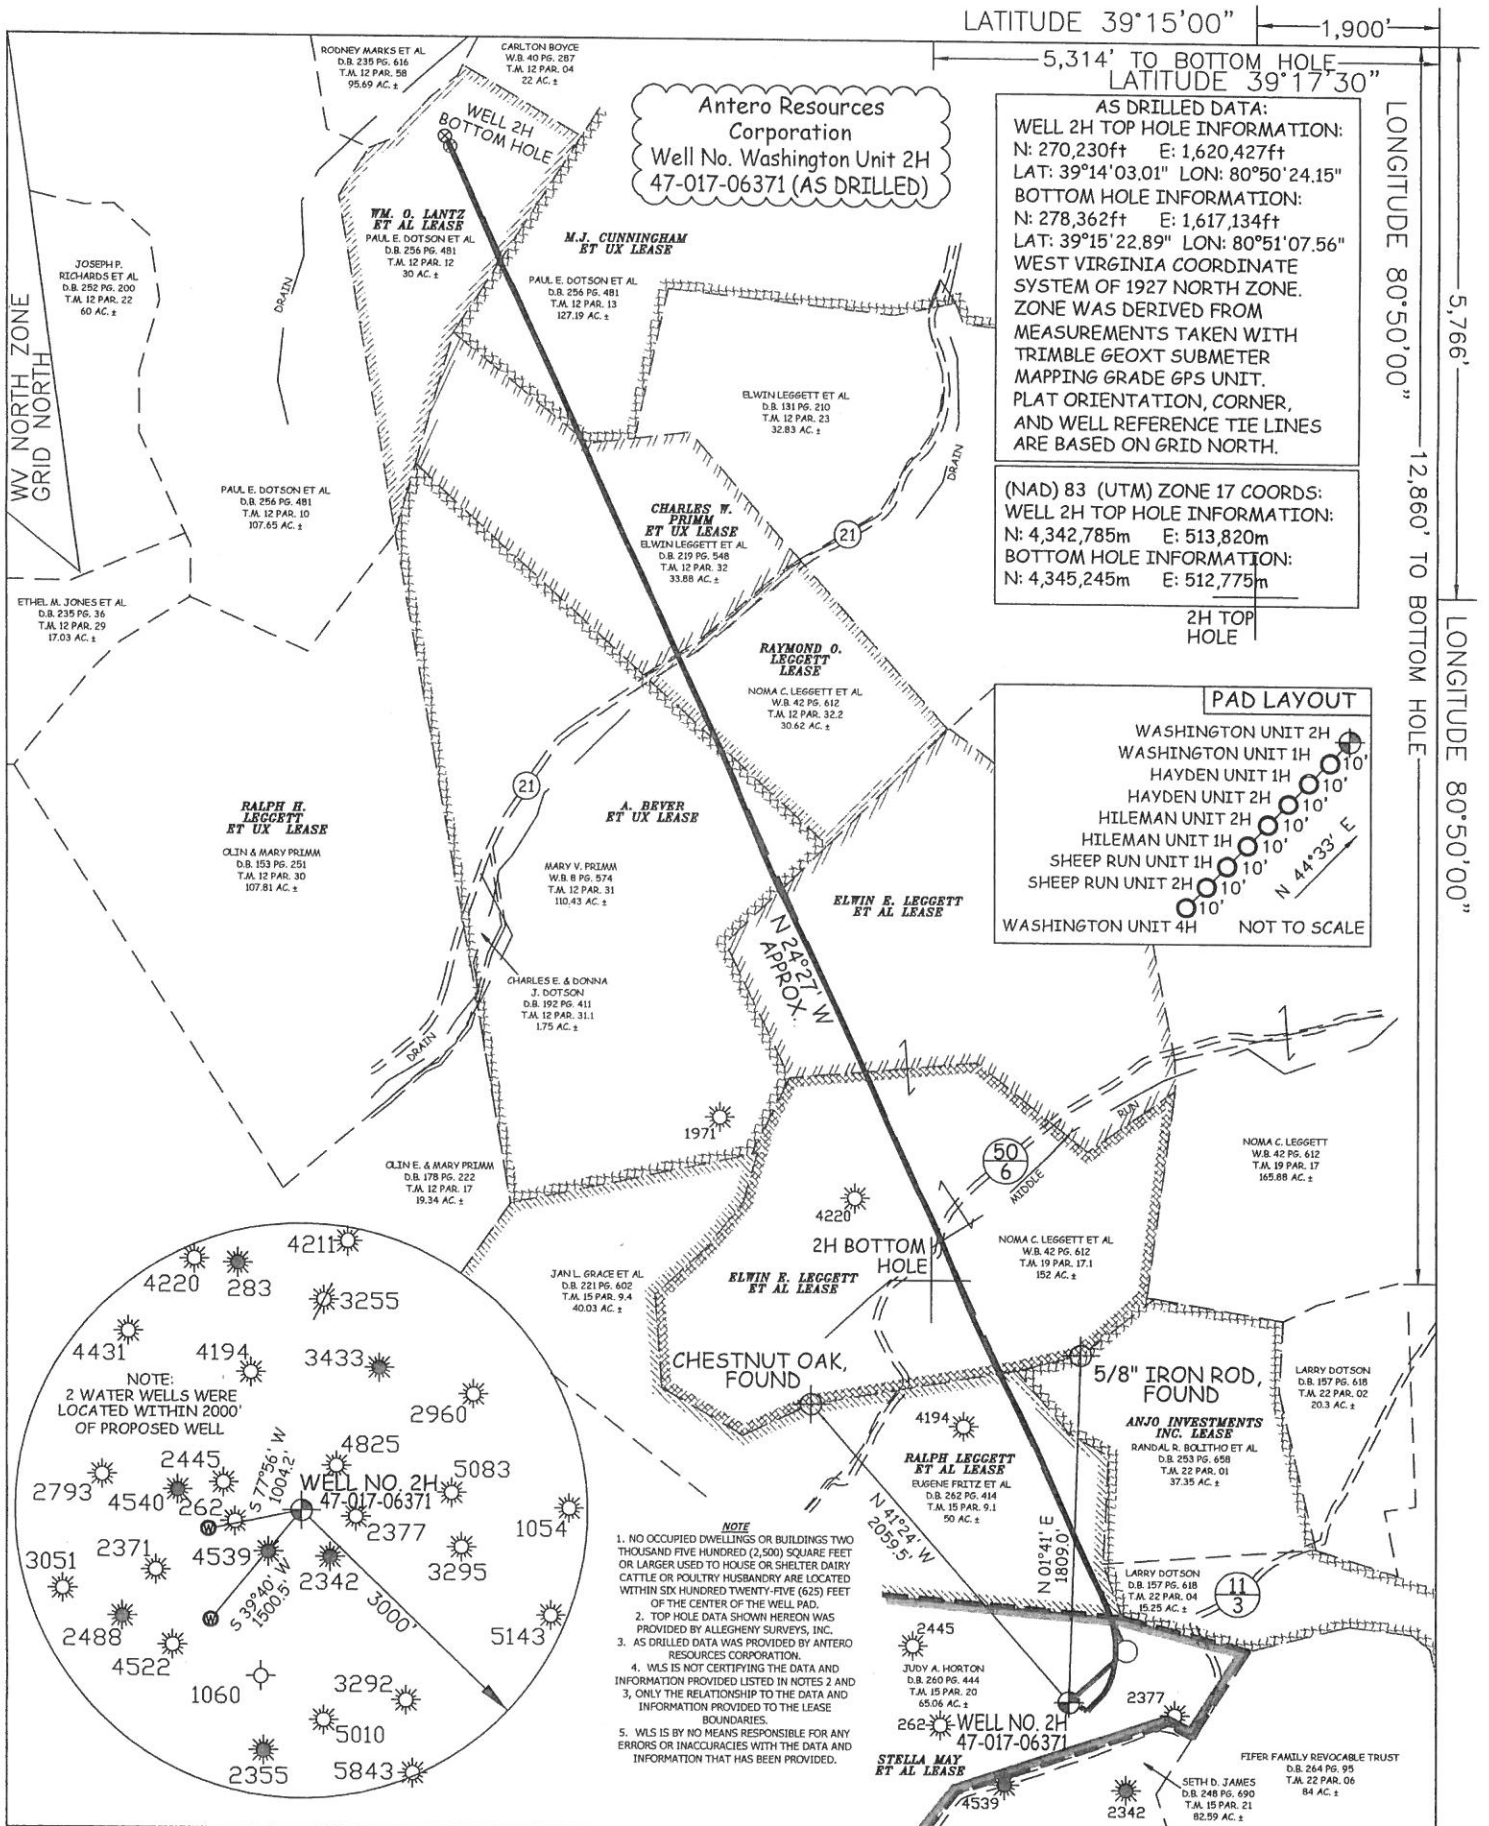 LATITUDE 39°15'00"
1,900'
5,314' TO BOTTOM HOLE
LATITUDE 39°17'30"
RODNEY MARKS ET AL
D.B. 235 PG. 616
T.M. 12 PAR. 58
95.69 AC. ±
CARLTON BOYCE
W.B. 40 PG. 287
T.M. 12 PAR. 04
22 AC. ±
WELL 2H
BOTTOM HOLE
Antero Resources
Corporation
Well No. Washington Unit 2H
47-017-06371 (AS DRILLED)
AS DRILLED DATA:
WELL 2H TOP HOLE INFORMATION:
N: 270,230ft E: 1,620,427ft
LAT: 39°14'03.01" LON: 80°50'24.15"
BOTTOM HOLE INFORMATION:
N: 278,362ft E: 1,617,134ft
LAT: 39°15'22.89" LON: 80°51'07.56"
WEST VIRGINIA COORDINATE
SYSTEM OF 1927 NORTH ZONE.
ZONE WAS DERIVED FROM
MEASUREMENTS TAKEN WITH
TRIMBLE GEOXT SUBMETER
MAPPING GRADE GPS UNIT.
PLAT ORIENTATION, CORNER,
AND WELL REFERENCE TIE LINES
ARE BASED ON GRID NORTH.
(NAD) 83 (UTM) ZONE 17 COORDS:
WELL 2H TOP HOLE INFORMATION:
N: 4,342,785m E: 513,820m
BOTTOM HOLE INFORMATION:
N: 4,345,245m E: 512,775m
2H TOP
HOLE
LONGITUDE 80°50'00"
12,860' TO BOTTOM HOLE
5,766'
LONGITUDE 80°50'00"
WV NORTH ZONE
GRID NORTH
JOSEPH P.
RICHARDS ET AL
D.B. 252 PG. 200
T.M. 12 PAR. 22
60 AC. ±
DRAIN
WM. O. LANTZ
ET AL LEASE
PAUL E. DOTSON ET AL
D.B. 256 PG. 481
T.M. 12 PAR. 12
30 AC. ±
M.J. CUNNINGHAM
ET UX LEASE
PAUL E. DOTSON ET AL
D.B. 256 PG. 481
T.M. 12 PAR. 13
127.19 AC. ±
ELWIN LEGGETT ET AL
D.B. 131 PG. 210
T.M. 12 PAR. 23
32.83 AC. ±
DRAIN
PAUL E. DOTSON ET AL
D.B. 256 PG. 481
T.M. 12 PAR. 10
107.65 AC. ±
CHARLES W.
PRIMM
ET UX LEASE
ELWIN LEGGETT ET AL
D.B. 219 PG. 548
T.M. 12 PAR. 32
33.88 AC. ±
21
ETHEL M. JONES ET AL
D.B. 235 PG. 36
T.M. 12 PAR. 29
17.03 AC. ±
RAYMOND O.
LEGGETT
LEASE
NOMA C. LEGGETT ET AL
W.B. 42 PG. 612
T.M. 12 PAR. 32.2
30.62 AC. ±
PAD LAYOUT
WASHINGTON UNIT 2H
WASHINGTON UNIT 1H
10'
HAYDEN UNIT 1H
10'
HAYDEN UNIT 2H
10'
HILEMAN UNIT 2H
10'
HILEMAN UNIT 1H
10'
SHEEP RUN UNIT 1H
10'
SHEEP RUN UNIT 2H
10'
WASHINGTON UNIT 4H
10'
N 44°33' E
NOT TO SCALE
21
RALPH H.
LEGGETT
ET UX LEASE
OLIN & MARY PRIMM
D.B. 153 PG. 251
T.M. 12 PAR. 30
107.81 AC. ±
A. BEVER
ET UX LEASE
MARY V. PRIMM
W.B. 8 PG. 574
T.M. 12 PAR. 31
110.43 AC. ±
ELWIN E. LEGGETT
ET AL LEASE
N 24°27' W
APPROX.
CHARLES E. & DONNA
J. DOTSON
D.B. 192 PG. 411
T.M. 12 PAR. 31.1
1.75 AC. ±
DRAIN
1971
RUN
50
6
MIDDLE
NOMA C. LEGGETT
W.B. 42 PG. 612
T.M. 19 PAR. 17
165.88 AC. ±
OLIN E. & MARY PRIMM
D.B. 178 PG. 222
T.M. 12 PAR. 17
19.34 AC. ±
4220
2H BOTTOM
HOLE
NOMA C. LEGGETT ET AL
W.B. 42 PG. 612
T.M. 19 PAR. 17.1
152 AC. ±
JAN L. GRACE ET AL
D.B. 221 PG. 602
T.M. 15 PAR. 9.4
40.03 AC. ±
ELWIN E. LEGGETT
ET AL LEASE
CHESTNUT OAK,
FOUND
5/8" IRON ROD,
FOUND
LARRY DOTSON
D.B. 157 PG. 618
T.M. 22 PAR. 02
20.3 AC. ±
ANJO INVESTMENTS
INC. LEASE
RANDAL R. BOLITHO ET AL
D.B. 253 PG. 658
T.M. 22 PAR. 01
37.35 AC. ±
4194
RALPH LEGGETT
ET AL LEASE
EUGENE FRITZ ET AL
D.B. 262 PG. 414
T.M. 15 PAR. 9.1
50 AC. ±
N 41°24' W
2059.5'
N 01°41' E
1809.0'
LARRY DOTSON
D.B. 157 PG. 618
T.M. 22 PAR. 04
15.25 AC. ±
11
3
4211
4220
283
3255
4431
4194
3433
NOTE:
2 WATER WELLS WERE
LOCATED WITHIN 2000'
OF PROPOSED WELL
2960
4825
2445
S 77°56' W
1004.2'
WELL NO. 2H
47-017-06371
5083
2793
4540
262
2377
1054
3051
2371
4539
2342
3295
W
W
S 39°40' W
1500.5'
3000'
2488
4522
5143
1060
3292
5010
2355
5843
NOTE
1. NO OCCUPIED DWELLINGS OR BUILDINGS TWO
THOUSAND FIVE HUNDRED (2,500) SQUARE FEET
OR LARGER USED TO HOUSE OR SHELTER DAIRY
CATTLE OR POULTRY HUSBANDRY ARE LOCATED
WITHIN SIX HUNDRED TWENTY-FIVE (625) FEET
OF THE CENTER OF THE WELL PAD.
2. TOP HOLE DATA SHOWN HEREON WAS
PROVIDED BY ALLEGHENY SURVEYS, INC.
3. AS DRILLED DATA WAS PROVIDED BY ANTERO
RESOURCES CORPORATION.
4. WLS IS NOT CERTIFYING THE DATA AND
INFORMATION PROVIDED LISTED IN NOTES 2 AND
3, ONLY THE RELATIONSHIP TO THE DATA AND
INFORMATION PROVIDED TO THE LEASE
BOUNDARIES.
5. WLS IS BY NO MEANS RESPONSIBLE FOR ANY
ERRORS OR INACCURACIES WITH THE DATA AND
INFORMATION THAT HAS BEEN PROVIDED.
2445
JUDY A. HORTON
D.B. 260 PG. 444
T.M. 15 PAR. 20
65.06 AC. ±
2377
262
WELL NO. 2H
47-017-06371
STELLA MAY
ET AL LEASE
4539
2342
SETH D. JAMES
D.B. 248 PG. 690
T.M. 15 PAR. 21
82.59 AC. ±
FIFER FAMILY REVOCABLE TRUST
D.B. 264 PG. 95
T.M. 22 PAR. 06
84 AC. ±